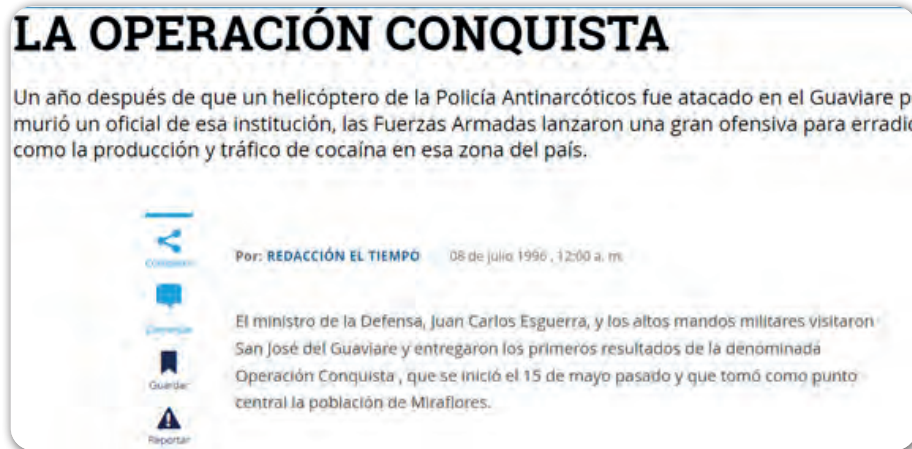 LA OPERACIÓN CONQUISTA
Un año después de que un helicóptero de la Policía Antinarcóticos fue atacado en el Guaviare
murió un oficial de esa institución, las Fuerzas Armadas lanzaron una gran ofensiva para
como la producción y tráfico de cocaína en esa zona del país.
Por: REDACCIÓN EL TIEMPO 08 de julio 1996 , 12:00 a. m.
El ministro de la Defensa, Juan Carlos Esguerra, y los altos mandos militares visitaron
San José del Guaviare y entregaron los primeros resultados de la denominada
Operación Conquista , que se inició el 15 de mayo pasado y que tomó como punto
central la población de Miraflores.
Guardar
Reportar